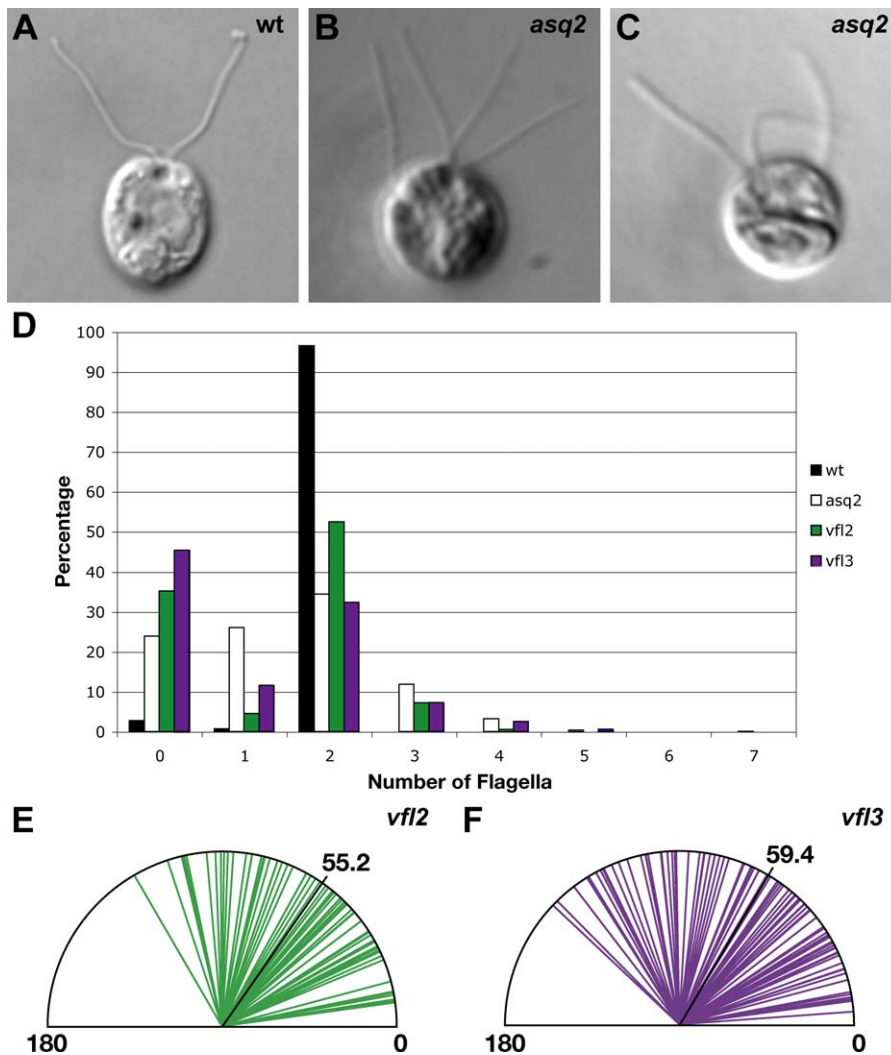 A wt
B asq2
C asq2
D
100
90
80
70
60
50
40
30
20
10
0
Percentage
0 1 2 3 4 5 6 7
Number of Flagella
wt
asq2
vfl2
vfl3
E vfl2
55.2
180 0
F vfl3
59.4
180 0